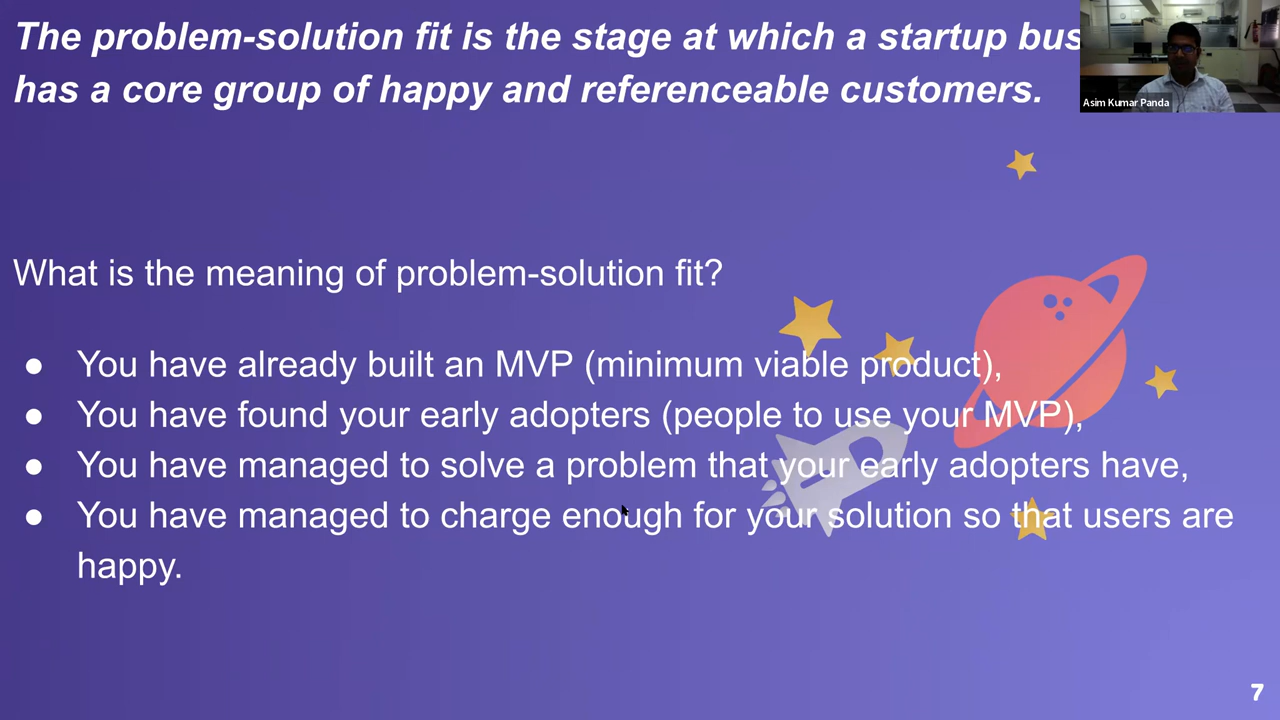 The problem-solution fit is the stage at which a startup
has a core group of happy and referenceable customers.
Asim Kumar Panda
What is the meaning of problem-solution fit?
● You have already built an MVP (minimum viable product),
● You have found your early adopters (people to use your MVP),
● You have managed to solve a problem that your early adopters have,
● You have managed to charge enough for your solution so that users are
happy.
7